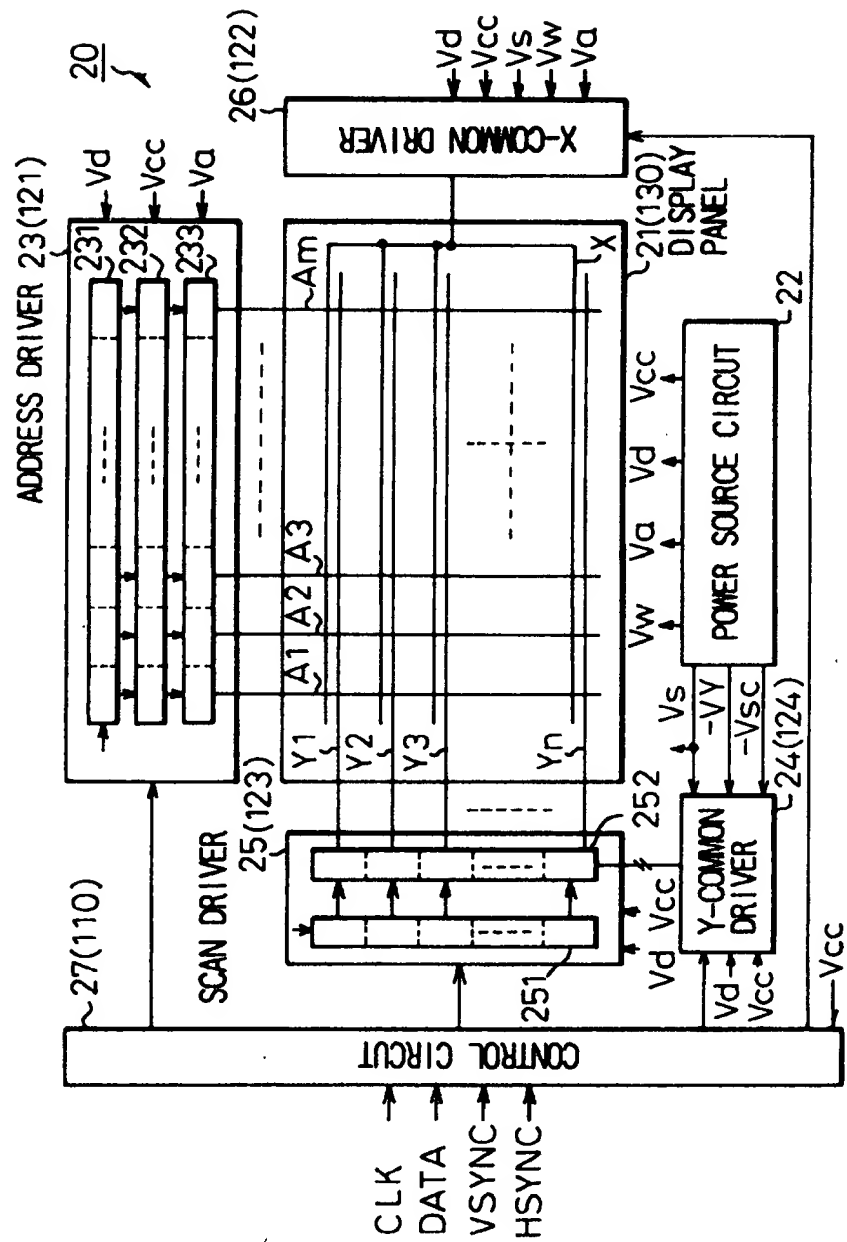 20
ADDRESS DRIVER 23(121)
231
232
233
Vd
Vcc
Va
26(122)
X-COMMON DRIVER
Vd
Vcc
Vs
Vw
Va
27(110)
CONTROL CIRCUT
CLK
DATA
VSYNC
HSYNC
Vcc
SCAN DRIVER
25(123)
251
252
Vd
Vcc
A1
A2
A3
Am
Y1
Y2
Y3
Yn
X
21(130)
DISPLAY
PANEL
Vw
Va
Vd
Vcc
POWER SOURCE CIRCUT
22
Vs
-VY
-Vsc
24(124)
Y-COMMON
DRIVER
Vd
Vcc